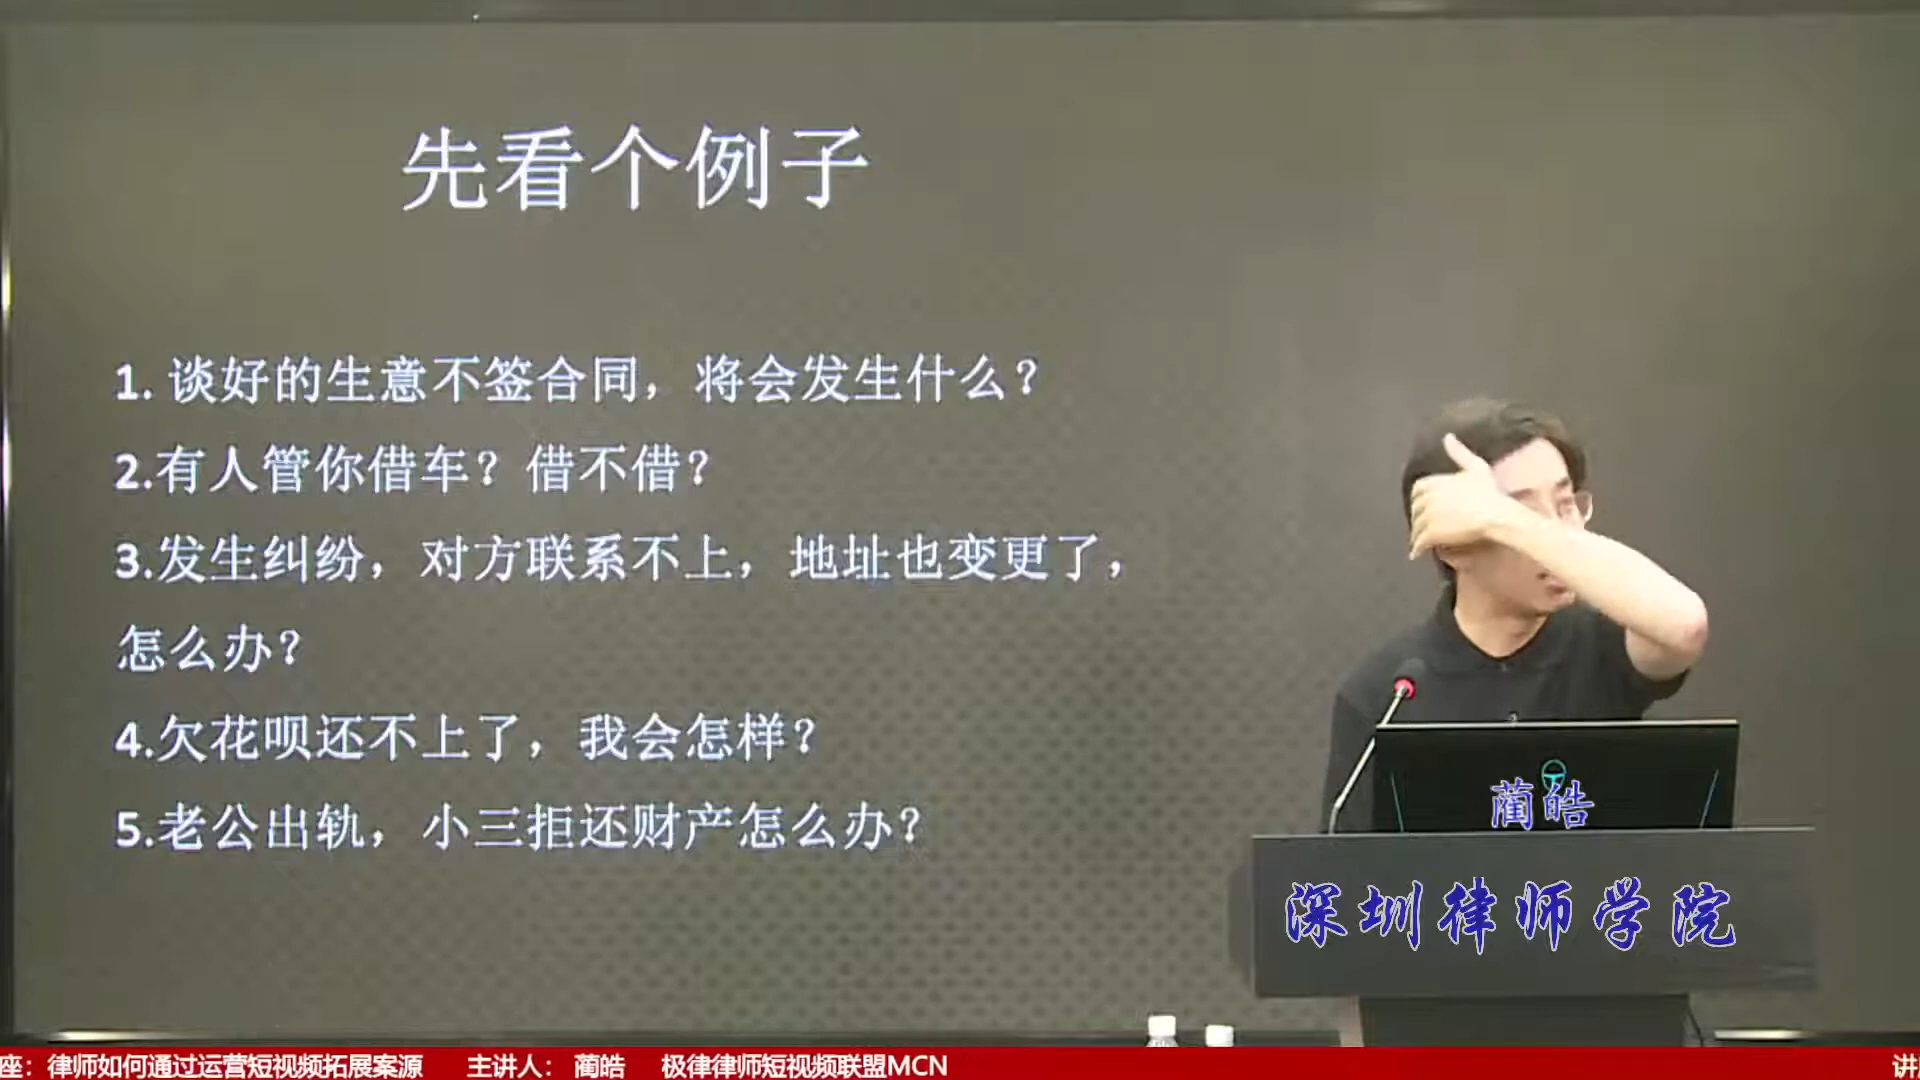 先看个例子
1. 谈好的生意不签合同，将会发生什么？
2.有人管你借车？借不借？
3.发生纠纷，对方联系不上，地址也变更了，
怎么办？
4.欠花呗还不上了，我会怎样？
5.老公出轨，小三拒还财产怎么办？
蔺皓
深圳律师学院
座：律师如何通过运营短视频拓展案源 主讲人：蔺皓 极律律师短视频联盟MCN 讲